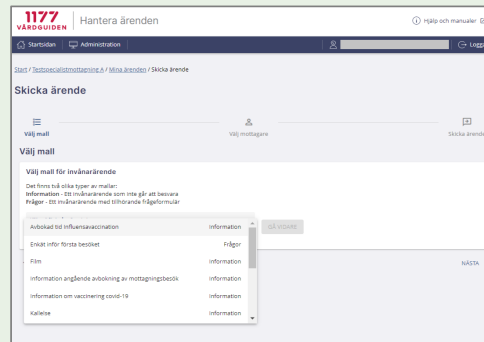 1177
VÅRDGUIDEN
Hantera ärenden
Hjälp och manualer
Startsidan
Administration
Logga
Start / Testspecialistmottagning A / Mina ärenden / Skicka ärende
Skicka ärende
Välj mall
Välj mottagare
Skicka ärende
Välj mall
Välj mall för invånarärende
Det finns två olika typer av mallar:
Information - Ett invånarärende som inte går att besvara
Frågor - Ett invånarärende med tillhörande frågeformulär
GÅ VIDARE
Avbokad tid Influensavaccination Information
Enkät inför första besöket Frågor
Film Information
Information angående avbokning av mottagningsbesök Information
Information om vaccinering covid-19 Information
Kallelse Information
NÄSTA